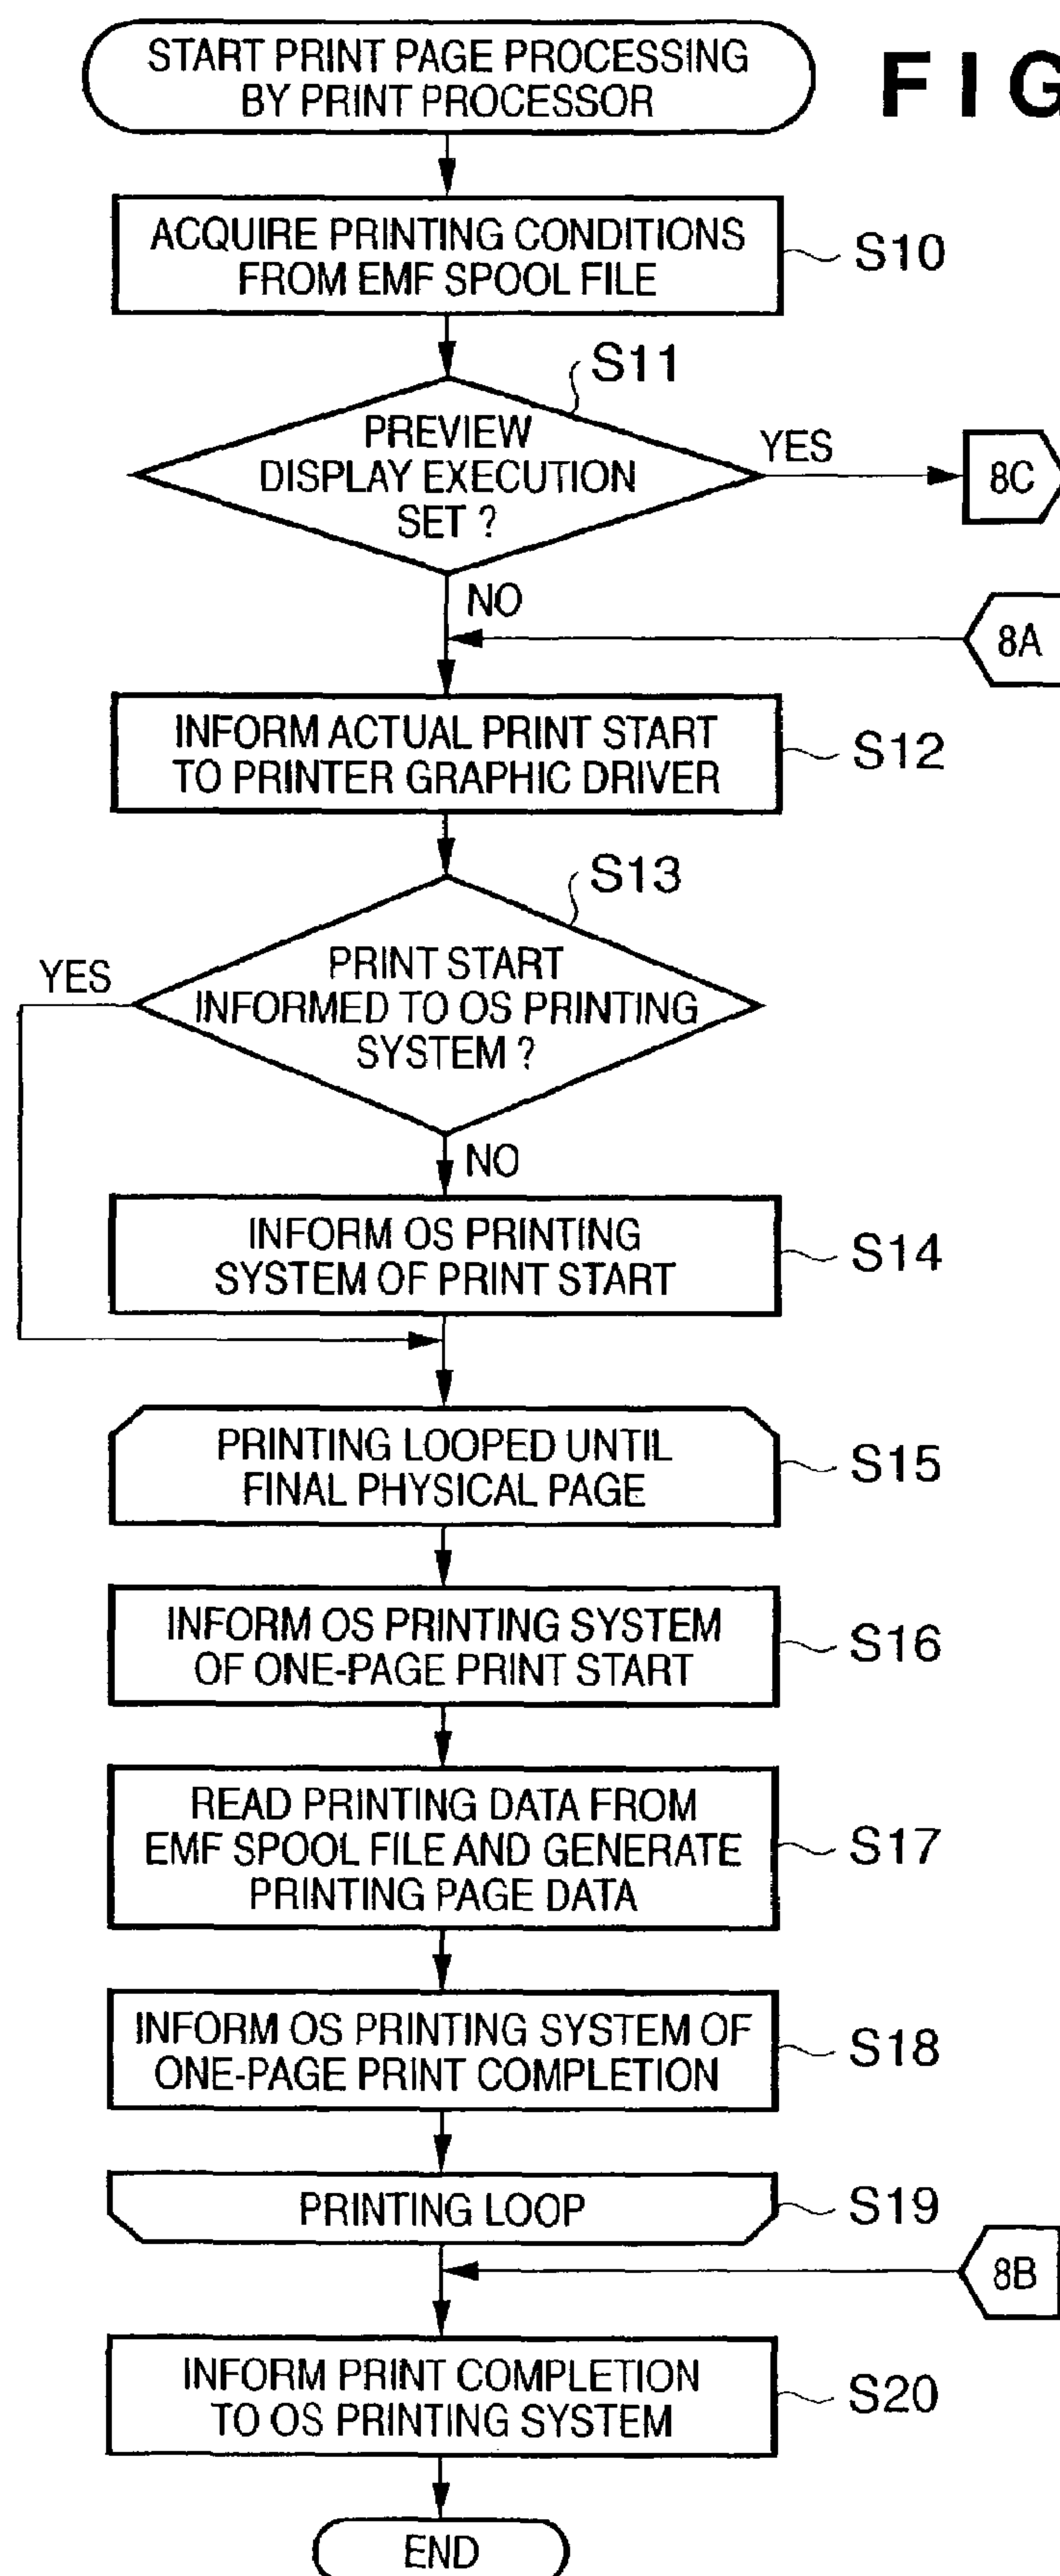 START PRINT PAGE PROCESSING
BY PRINT PROCESSOR
FIG
ACQUIRE PRINTING CONDITIONS
FROM EMF SPOOL FILE
S10
S11
PREVIEW
DISPLAY EXECUTION
SET ?
YES
8C
NO
8A
INFORM ACTUAL PRINT START
TO PRINTER GRAPHIC DRIVER
S12
S13
PRINT START
INFORMED TO OS PRINTING
SYSTEM ?
YES
NO
INFORM OS PRINTING
SYSTEM OF PRINT START
S14
PRINTING LOOPED UNTIL
FINAL PHYSICAL PAGE
S15
INFORM OS PRINTING SYSTEM
OF ONE-PAGE PRINT START
S16
READ PRINTING DATA FROM
EMF SPOOL FILE AND GENERATE
PRINTING PAGE DATA
S17
INFORM OS PRINTING SYSTEM OF
ONE-PAGE PRINT COMPLETION
S18
PRINTING LOOP
S19
8B
INFORM PRINT COMPLETION
TO OS PRINTING SYSTEM
S20
END